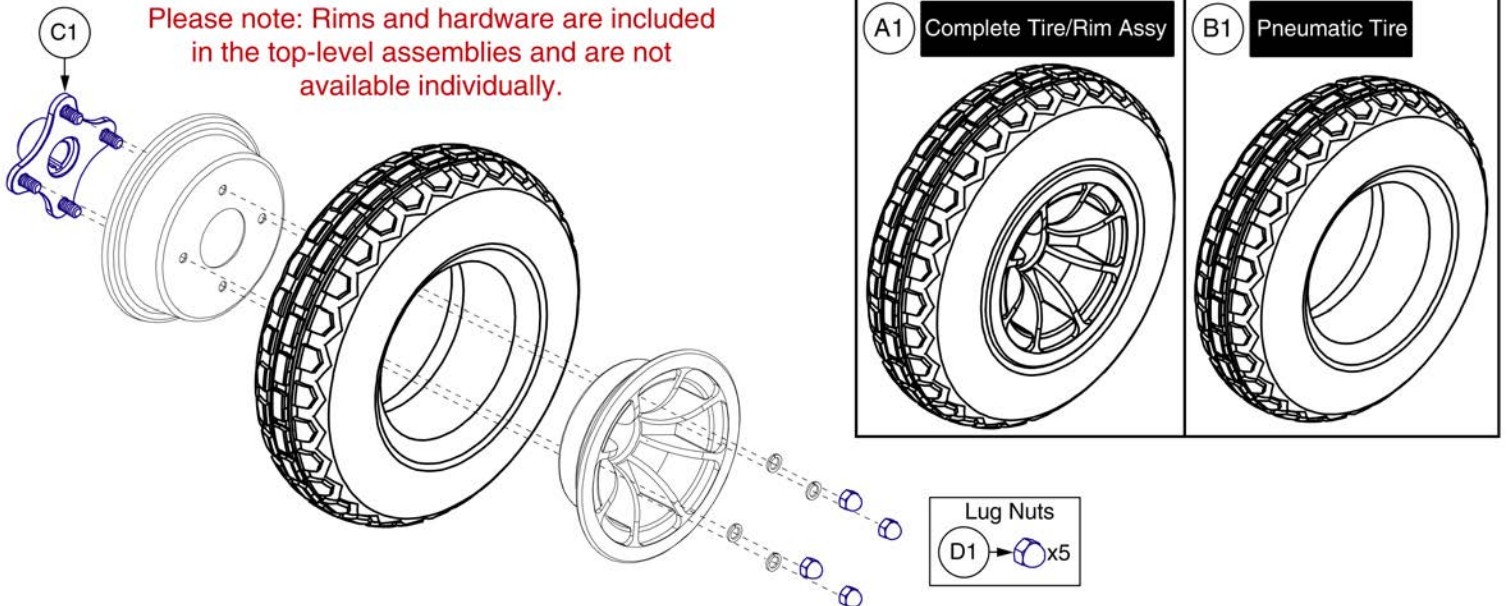 C1
Please note: Rims and hardware are included
in the top-level assemblies and are not
available individually.
A1 Complete Tire/Rim Assy
B1 Pneumatic Tire
Lug Nuts
D1 x5